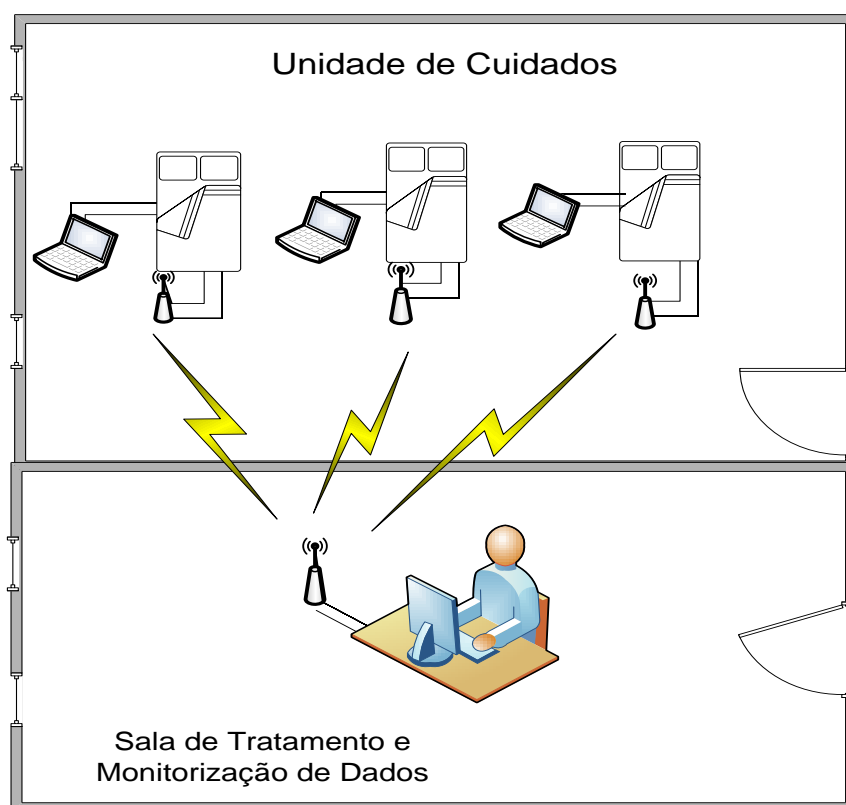 Unidade de Cuidados
Sala de Tratamento e
Monitorização de Dados